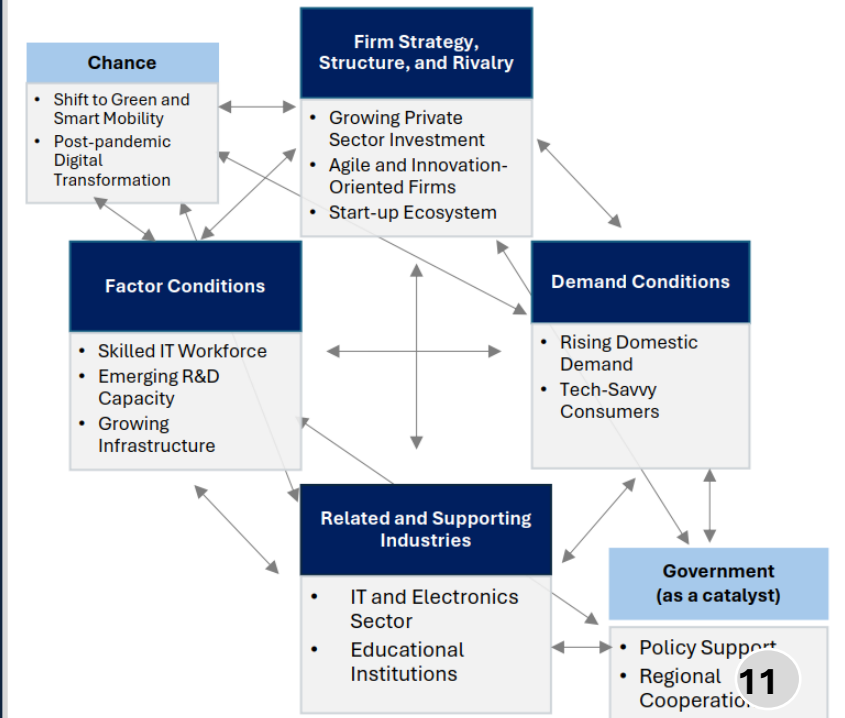 Chance
• Shift to Green and
Smart Mobility
• Post-pandemic
Digital
Transformation
Firm Strategy,
Structure, and Rivalry
• Growing Private
Sector Investment
• Agile and Innovation-
Oriented Firms
• Start-up Ecosystem
Factor Conditions
• Skilled IT Workforce
• Emerging R&D
Capacity
• Growing
Infrastructure
Demand Conditions
• Rising Domestic
Demand
• Tech-Savvy
Consumers
Related and Supporting
Industries
• IT and Electronics
Sector
• Educational
Institutions
Government
(as a catalyst)
• Policy Support
• Regional
11